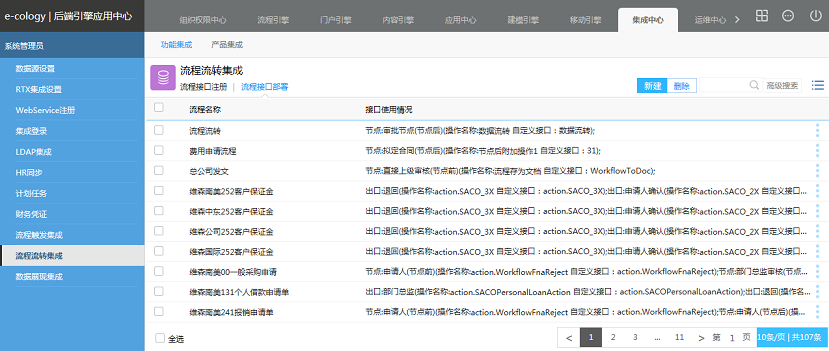 e-cology | 后端引擎应用中心
组织权限中心 流程引擎 门户引擎 内容引擎 应用中心 建模引擎 移动引擎 集成中心 运维中心
系统管理员
功能集成 产品集成
数据源设置
RTX集成设置
WebService注册
集成登录
LDAP集成
HR同步
计划任务
财务凭证
流程触发集成
流程流转集成
数据展现集成
流程流转集成
流程接口注册 | 流程接口部署
新建 删除 高级搜索
流程名称 接口使用情况
流程流转 节点:审批节点(节点后)(操作名称:数据流转 自定义接口：数据流转);
费用申请流程 节点:拟定合同(节点后)(操作名称:节点后附加操作1 自定义接口：31);
总公司发文 节点:直接上级审核(节点前)(操作名称:流程存为文档 自定义接口：WorkflowToDoc);
维森南美252客户保证金 出口:退回(操作名称:action.SACO_3X 自定义接口：action.SACO_3X);出口:申请人确认(操作名称:action.SACO_2X 自定义接口...
维森中东252客户保证金 出口:退回(操作名称:action.SACO_3X 自定义接口：action.SACO_3X);出口:申请人确认(操作名称:action.SACO_2X 自定义接口...
维森公司252客户保证金 出口:退回(操作名称:action.SACO_3X 自定义接口：action.SACO_3X);出口:申请人确认(操作名称:action.SACO_2X 自定义接口...
维森国际252客户保证金 出口:退回(操作名称:action.SACO_3X 自定义接口：action.SACO_3X);出口:申请人确认(操作名称:action.SACO_2X 自定义接口...
维森南美00一般采购申请 节点:申请人(节点前)(操作名称:action.WorkflowFnaReject 自定义接口：action.WorkflowFnaReject);节点:部门总监审核(节点...
维森南美131个人借款申请单 出口:部门总监(操作名称:action.SACOPersonalLoanAction 自定义接口：action.SACOPersonalLoanAction);出口:退回(操作名...
维森南美241报销申请单 节点:申请人(节点前)(操作名称:action.WorkflowFnaReject 自定义接口：action.WorkflowFnaReject);节点:申请人(节点后)(操...
全选
< 1 2 3 ... 11 > 第 1 页 10条/页 | 共107条